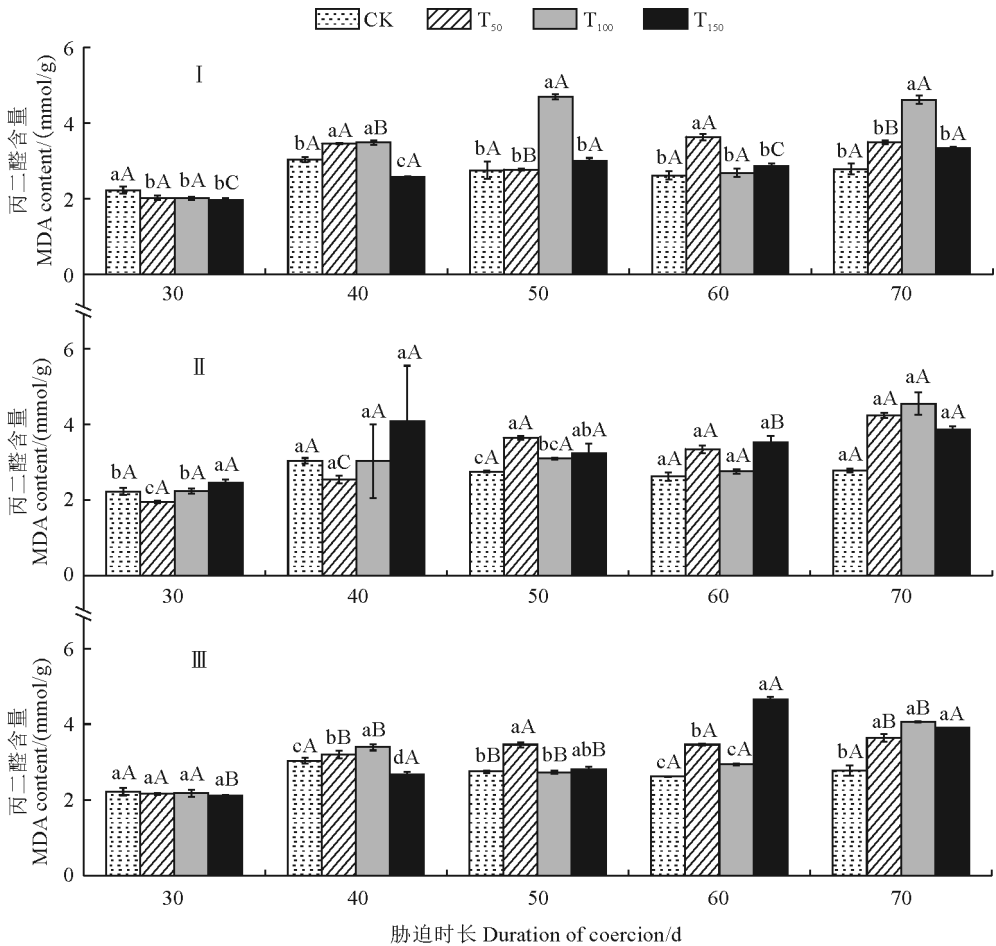 CK T50 T100 T150
丙二醛含量
MDA content/(mmol/g)
6
4
2
0
Ⅰ
aA bA bA bC
bA aA aB cA
bA bB aA bA
bA aA bA bC
bA bB aA bA
30 40 50 60 70
丙二醛含量
MDA content/(mmol/g)
6
4
2
0
Ⅱ
bA cA bA aA
aA aC aA aA
cA aA bcA abA
aA aA aA aB
aA aA aA aA
30 40 50 60 70
丙二醛含量
MDA content/(mmol/g)
6
4
2
0
Ⅲ
aA aA aA aB
cA bB aB dA
bB aA bB abB
cA bA cA aA
bA aB aB aA
30 40 50 60 70
胁迫时长 Duration of coercion/d